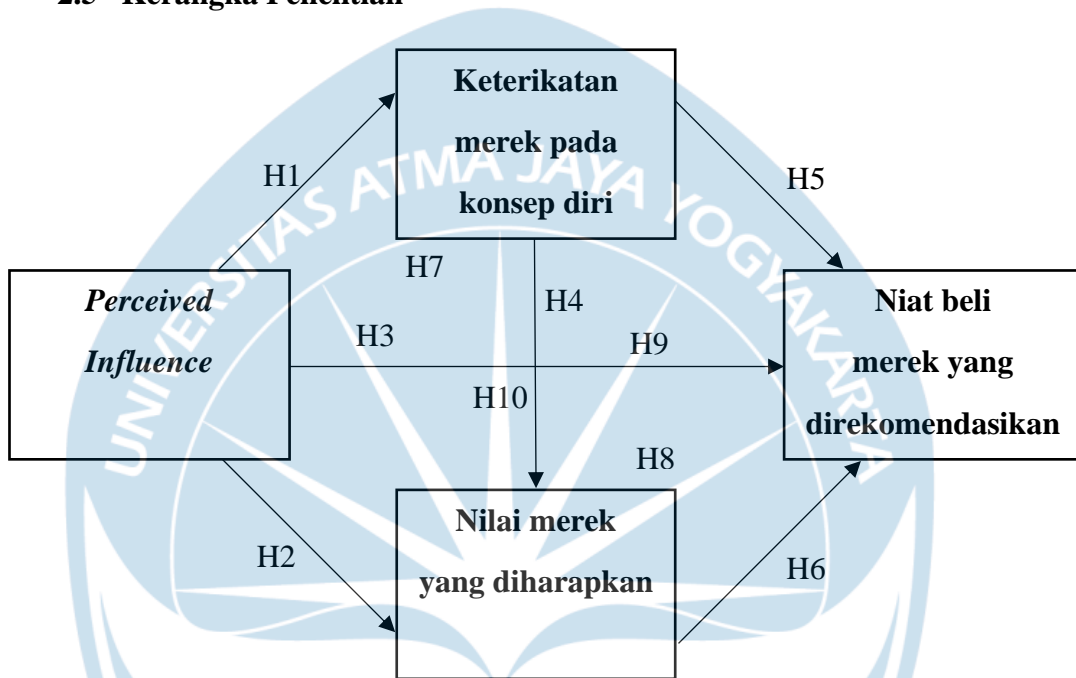 2.5 Kerangka Penelitian
Keterikatan
merek pada
konsep diri
H1
H5
H7
H4
Perceived
Influence
H3
H9
H10
Niat beli
merek yang
direkomendasikan
H8
Nilai merek
yang diharapkan
H2
H6
UNIVERSITAS ATMA JAYA YOGYAKARTA